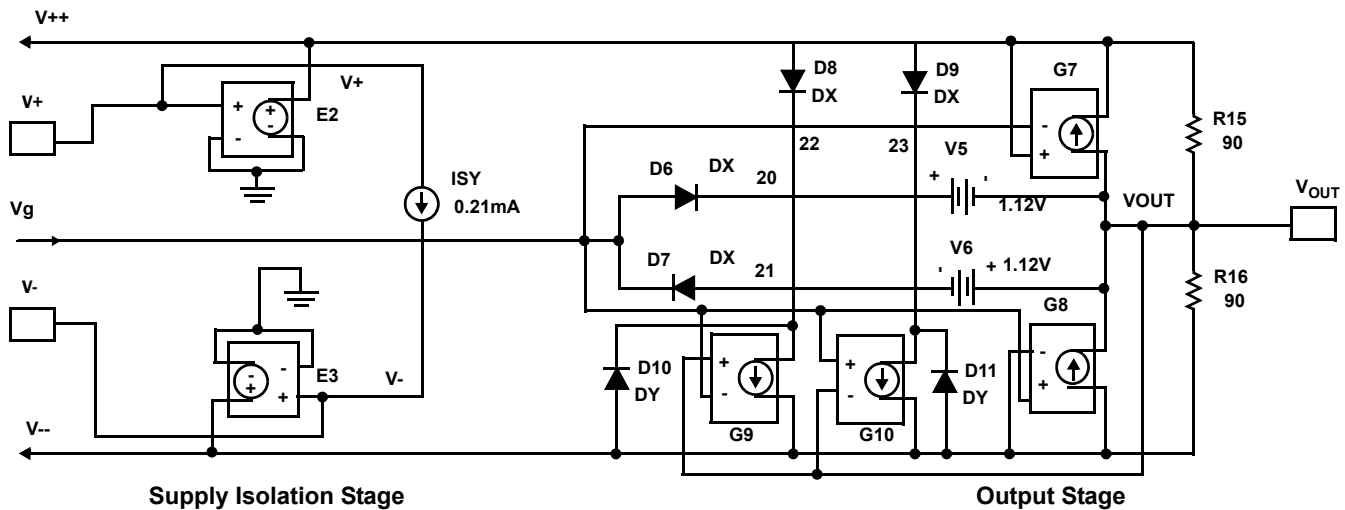 V++
V+
V+
E2
Vg
ISY
0.21mA
V-
E3
V-
V--
Supply Isolation Stage
D8
DX
D9
DX
G7
R15
90
22
23
D6
DX
20
V5
+
-
1.12V
VOUT
VOUT
D7
DX
21
V6
-
+ 1.12V
R16
90
G8
D10
DY
G9
G10
D11
DY
+
-
+
-
+
-
+
-
-
+
-
+
+
-
+
-
Output Stage